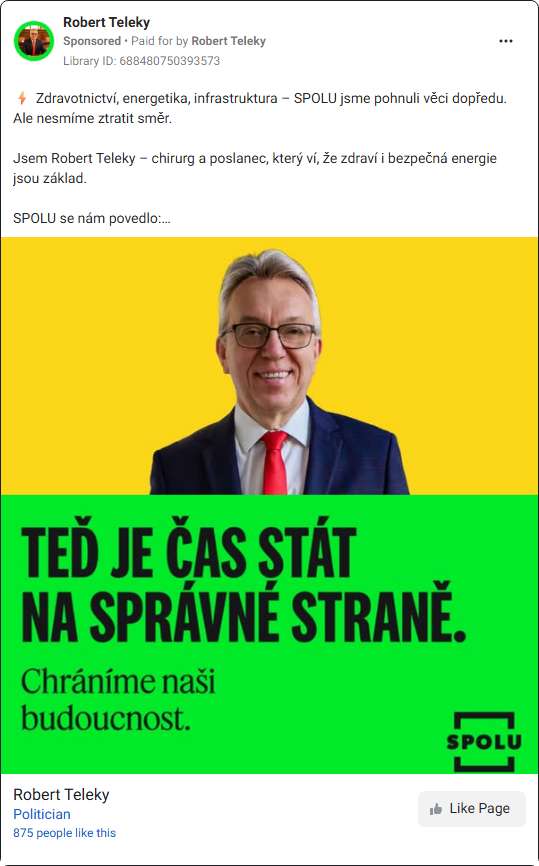 Robert Teleky
Sponsored • Paid for by Robert Teleky
Library ID: 688480750393573
⚡ Zdravotnictví, energetika, infrastruktura – SPOLU jsme pohnuli věci dopředu.
Ale nesmíme ztratit směr.
Jsem Robert Teleky – chirurg a poslanec, který ví, že zdraví i bezpečná energie
jsou základ.
SPOLU se nám povedlo:...
TEĎ JE ČAS STÁT
NA SPRÁVNÉ STRANĚ.
Chráníme naši
budoucnost.
SPOLU
Robert Teleky
Politician
875 people like this
Like Page